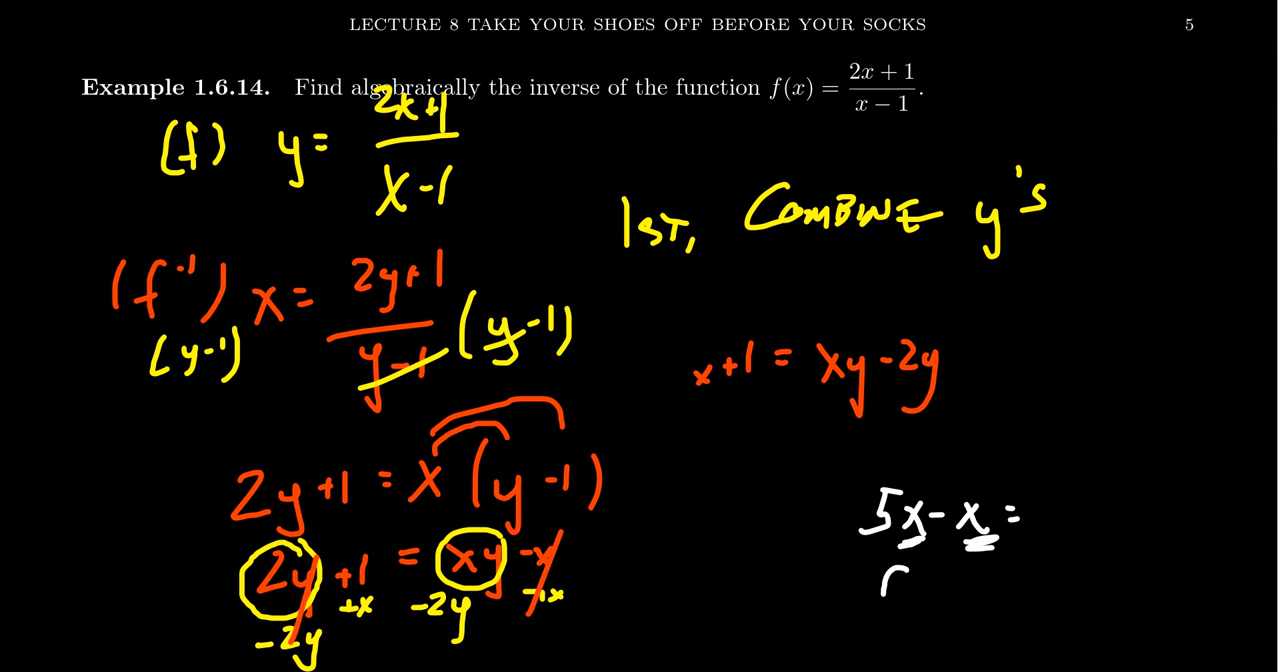 LECTURE 8 TAKE YOUR SHOES OFF BEFORE YOUR SOCKS 5
Example 1.6.14. Find algebraically the inverse of the function f(x) = (2x + 1)/(x − 1).
(f) y = (2x+1)/(x-1)
1ST, COMBINE y's
(f⁻¹) x = (2y+1)/(y-1) (y-1)
(y-1)
x+1 = xy-2y
2y+1 = x(y-1)
5x-x=
(
2y+1 = xy-x
-2y +x -2y +x